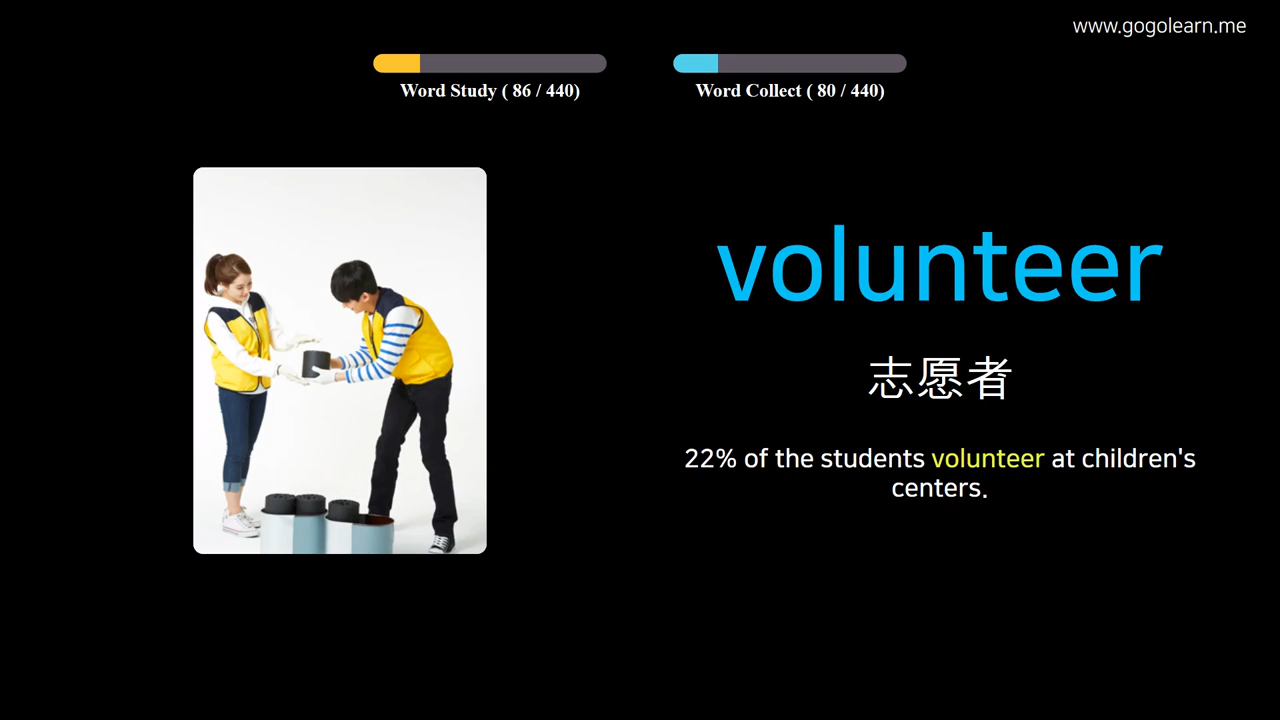 www.gogolearn.me
Word Study ( 86 / 440)
Word Collect ( 80 / 440)
volunteer
志愿者
22% of the students volunteer at children's
centers.